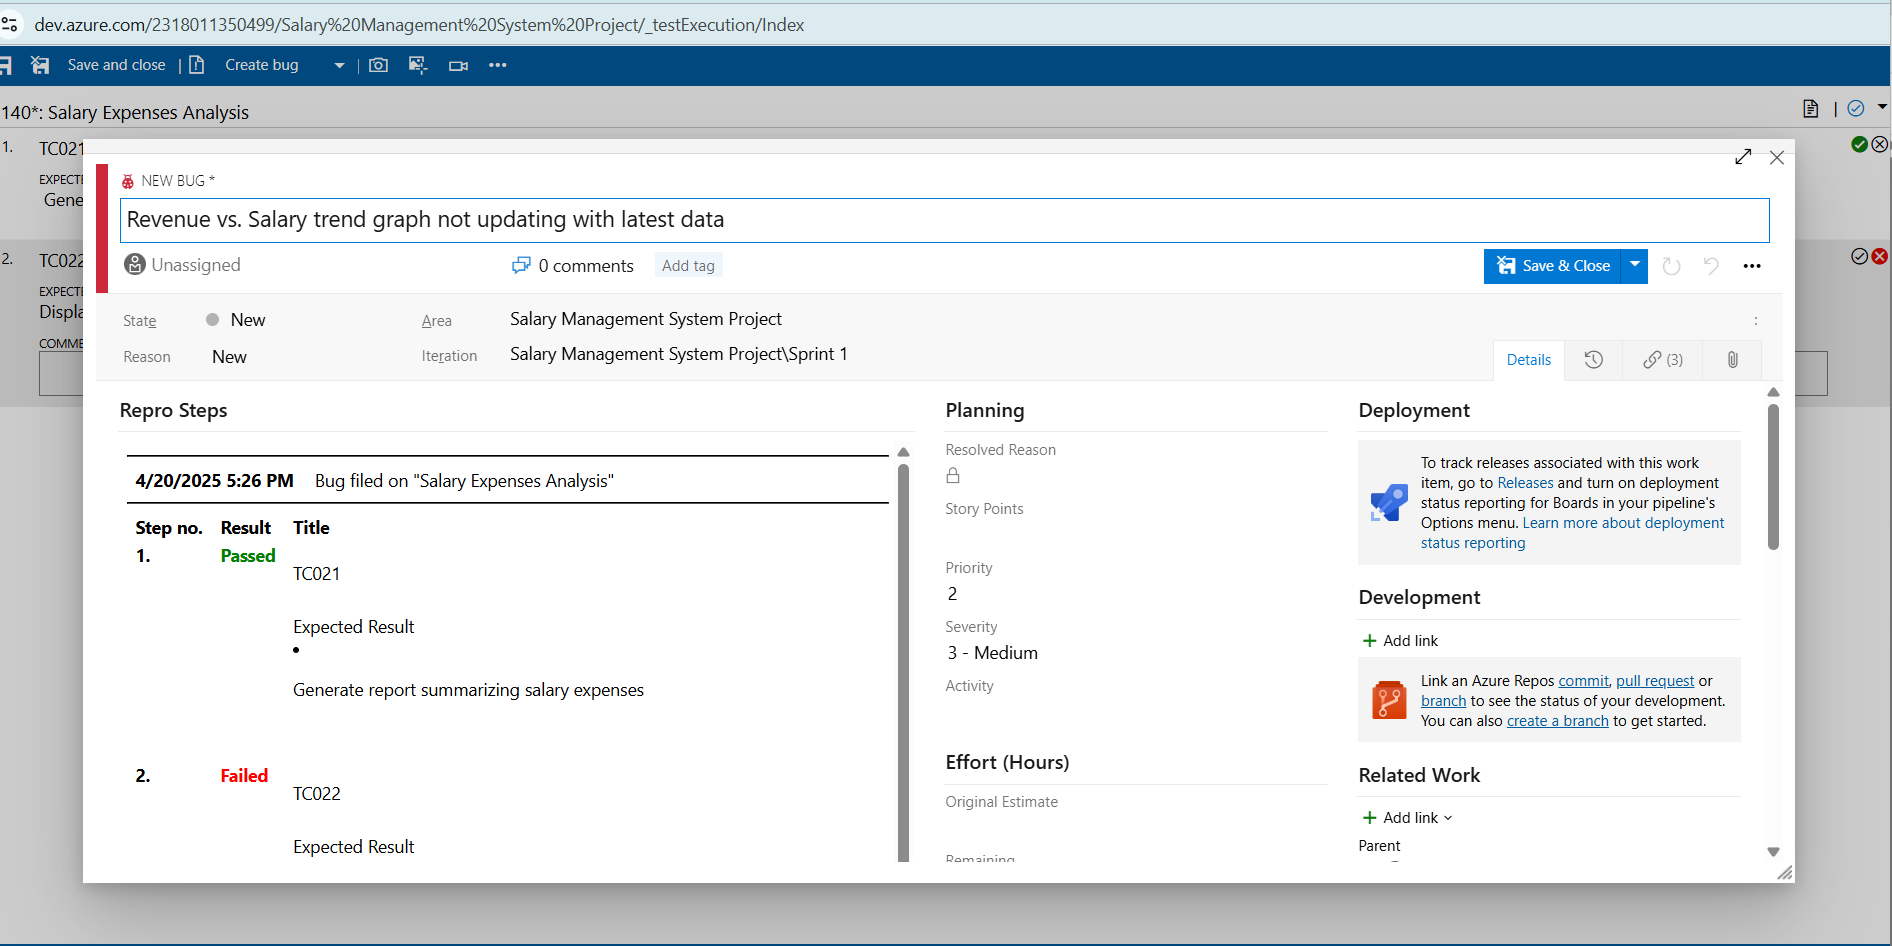 dev.azure.com/2318011350499/Salary%20Management%20System%20Project/_testExecution/Index
Save and close | Create bug | •••
140*: Salary Expenses Analysis
1. TC021
EXPECTE
Gene
2. TC022
EXPECTE
Displa
COMME
NEW BUG *
Revenue vs. Salary trend graph not updating with latest data
Unassigned
0 comments
Add tag
Save & Close
State New
Area Salary Management System Project
Reason New
Iteration Salary Management System Project\Sprint 1
Details
(3)
Repro Steps
4/20/2025 5:26 PM Bug filed on "Salary Expenses Analysis"
Step no. Result Title
1. Passed
TC021
Expected Result
•
Generate report summarizing salary expenses
2. Failed
TC022
Expected Result
Planning
Resolved Reason
Story Points
Priority
2
Severity
3 - Medium
Activity
Effort (Hours)
Original Estimate
Remaining
Deployment
To track releases associated with this work
item, go to Releases and turn on deployment
status reporting for Boards in your pipeline's
Options menu. Learn more about deployment
status reporting
Development
+ Add link
Link an Azure Repos commit, pull request or
branch to see the status of your development.
You can also create a branch to get started.
Related Work
+ Add link
Parent